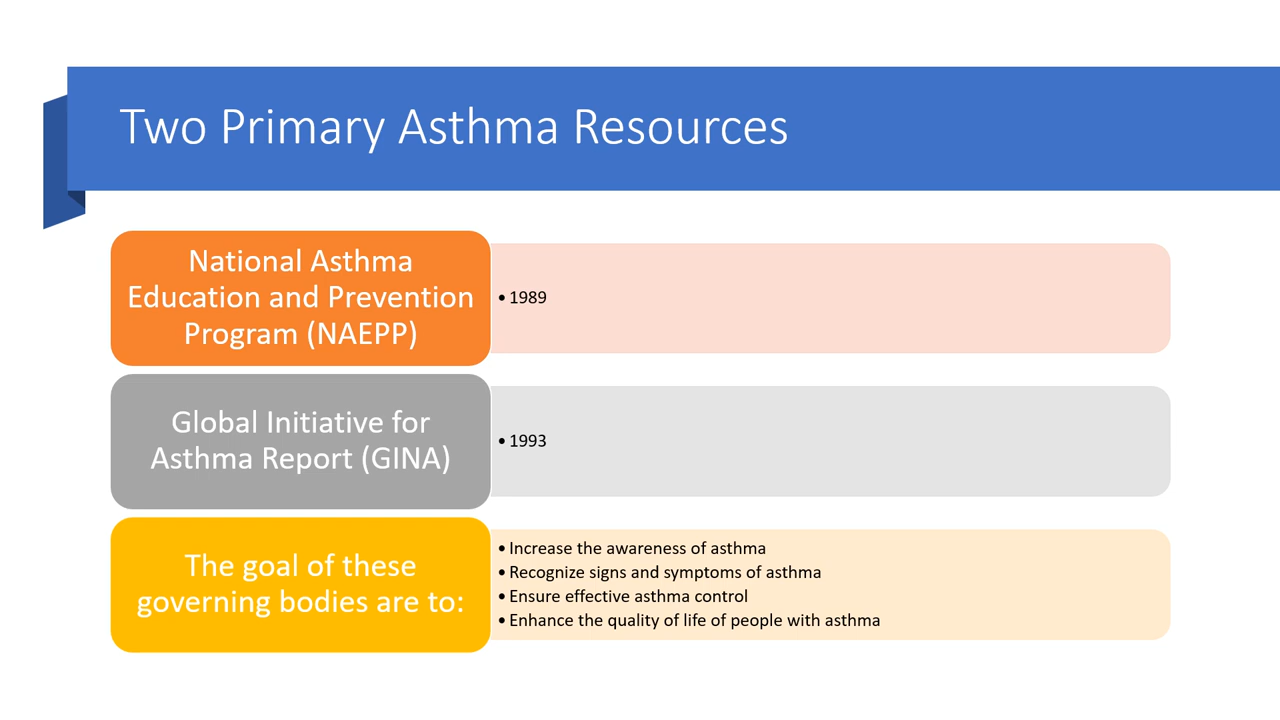 Two Primary Asthma Resources
National Asthma
Education and Prevention
Program (NAEPP)
• 1989
Global Initiative for
Asthma Report (GINA)
• 1993
The goal of these
governing bodies are to:
• Increase the awareness of asthma
• Recognize signs and symptoms of asthma
• Ensure effective asthma control
• Enhance the quality of life of people with asthma